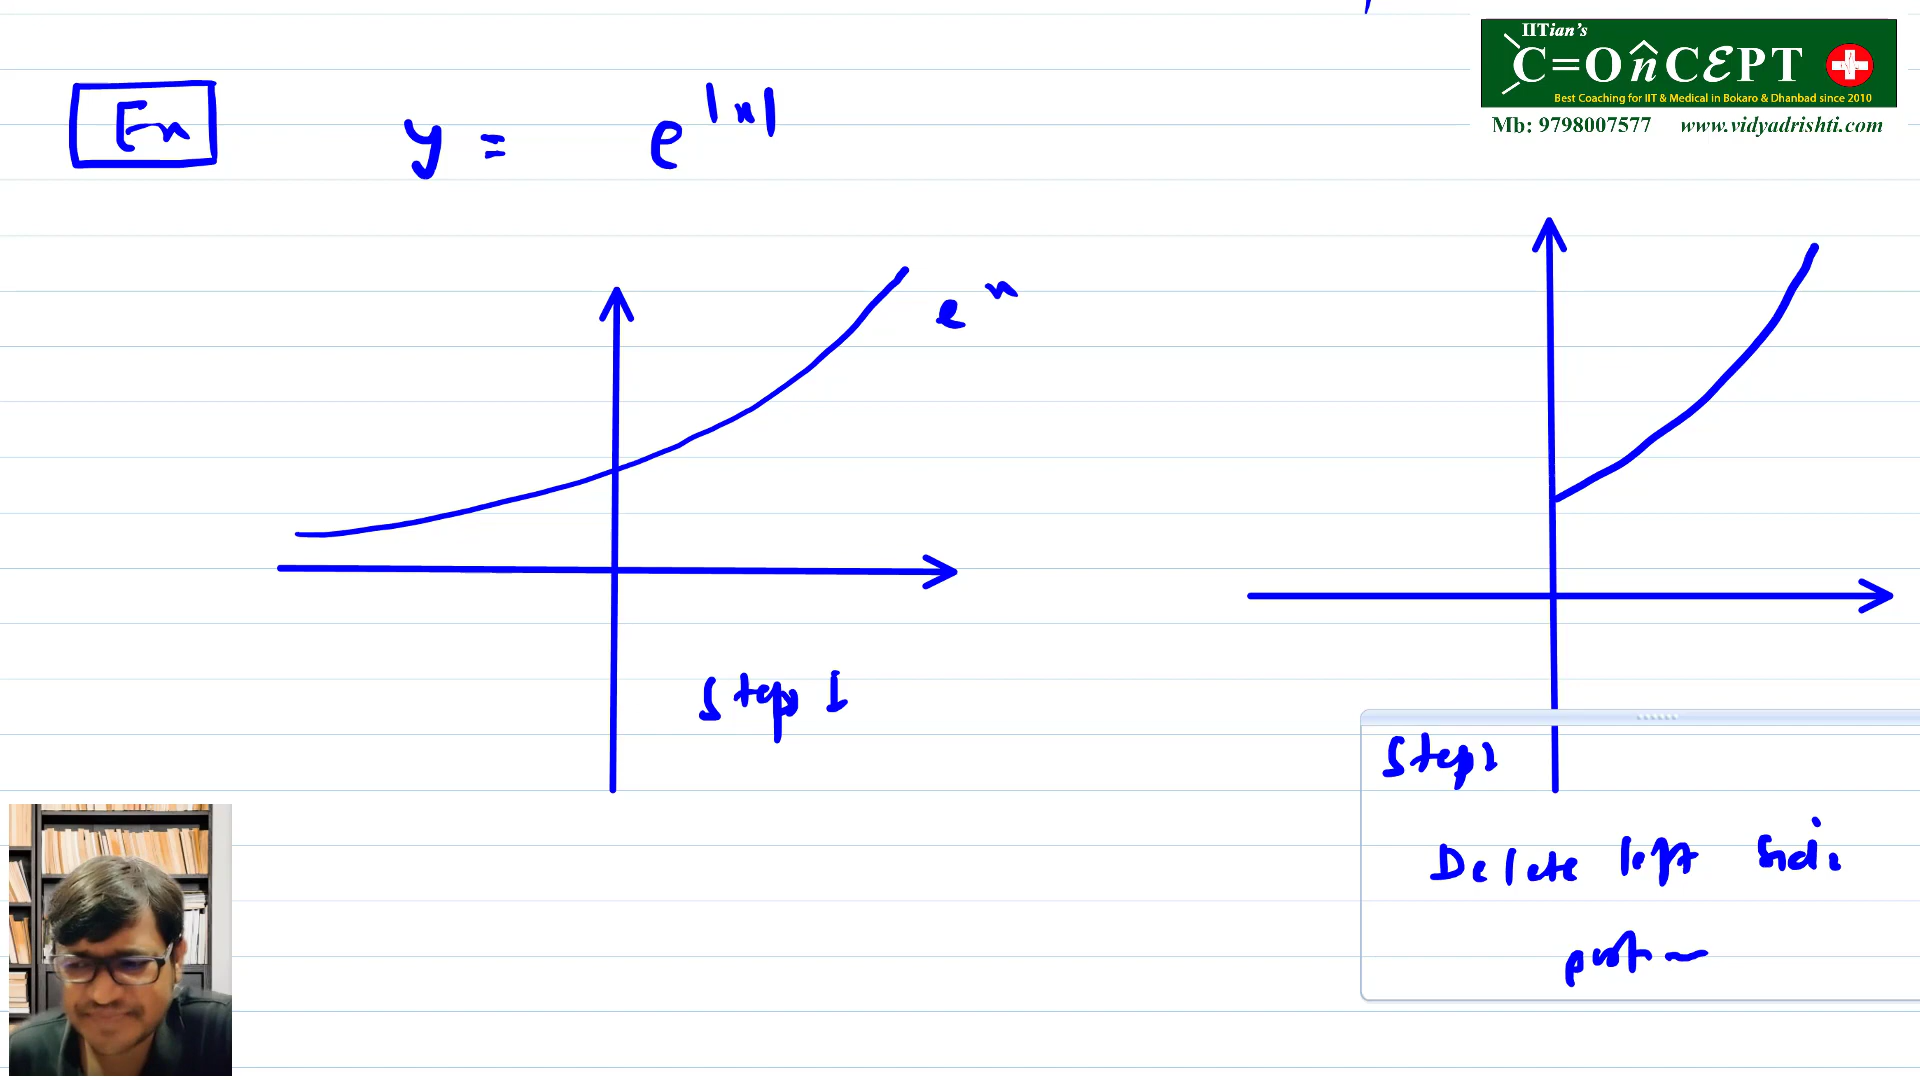 IITian's
C=OnCEPT
Best Coaching for IIT & Medical in Bokaro & Dhanbad since 2010
Mb: 9798007577 www.vidyadrishti.com
Ex y = e^|x|
e^x
Step 1
Step 2
Delete left side
portion